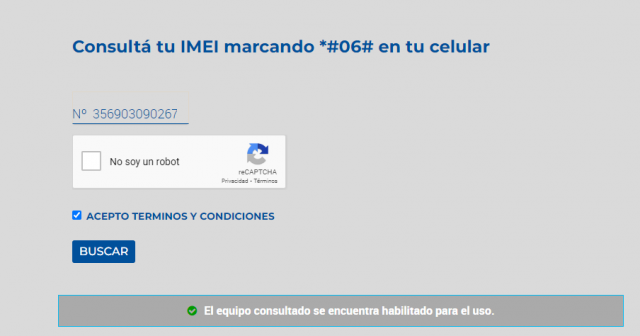 Consultá tu IMEI marcando *#06# en tu celular
Nº 356903090267
No soy un robot
reCAPTCHA
Privacidad - Términos
ACEPTO TERMINOS Y CONDICIONES
BUSCAR
El equipo consultado se encuentra habilitado para el uso.